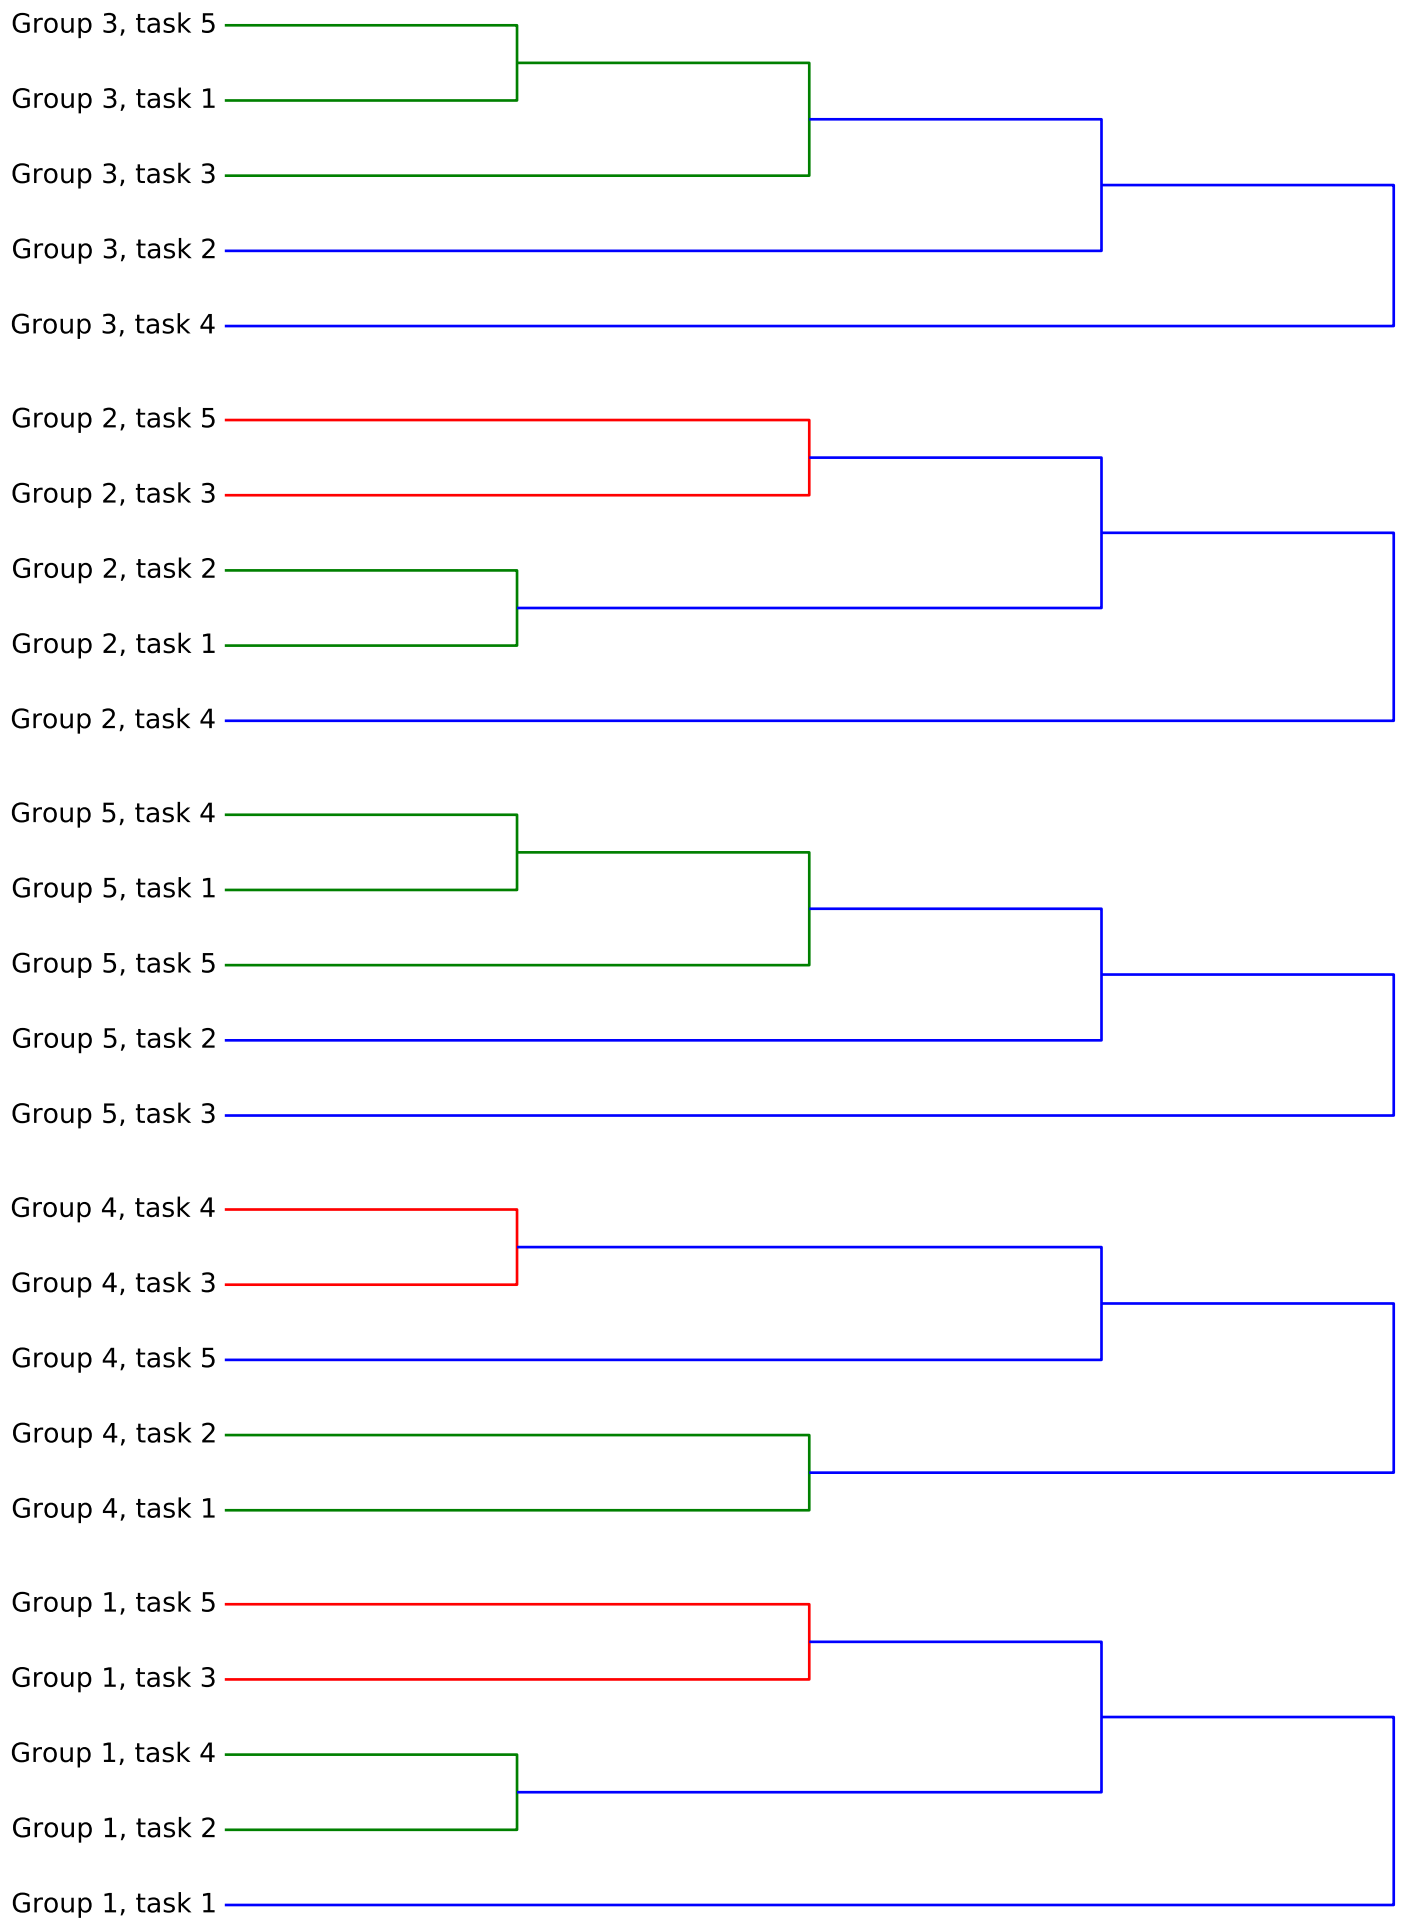 Group 3, task 5
Group 3, task 1
Group 3, task 3
Group 3, task 2
Group 3, task 4
Group 2, task 5
Group 2, task 3
Group 2, task 2
Group 2, task 1
Group 2, task 4
Group 5, task 4
Group 5, task 1
Group 5, task 5
Group 5, task 2
Group 5, task 3
Group 4, task 4
Group 4, task 3
Group 4, task 5
Group 4, task 2
Group 4, task 1
Group 1, task 5
Group 1, task 3
Group 1, task 4
Group 1, task 2
Group 1, task 1